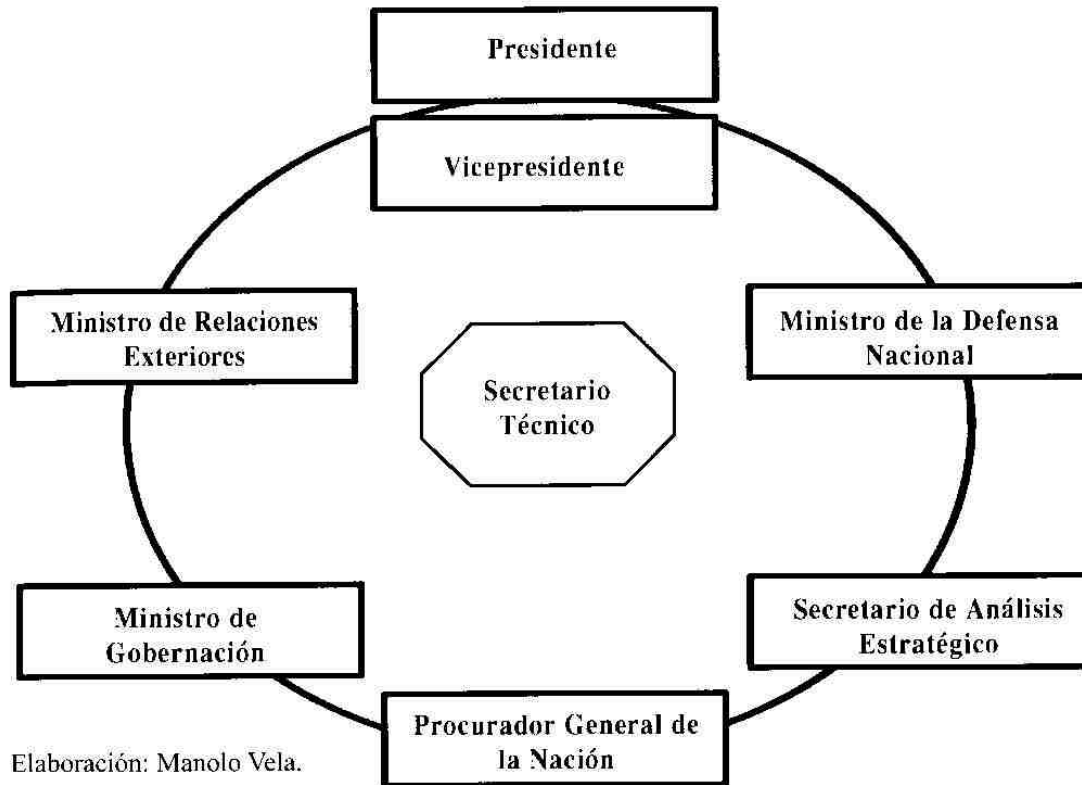 Presidente
Vicepresidente
Ministro de Relaciones
Exteriores
Ministro de la Defensa
Nacional
Secretario
Técnico
Ministro de
Gobernación
Secretario de Análisis
Estratégico
Procurador General de
la Nación
Elaboración: Manolo Vela.